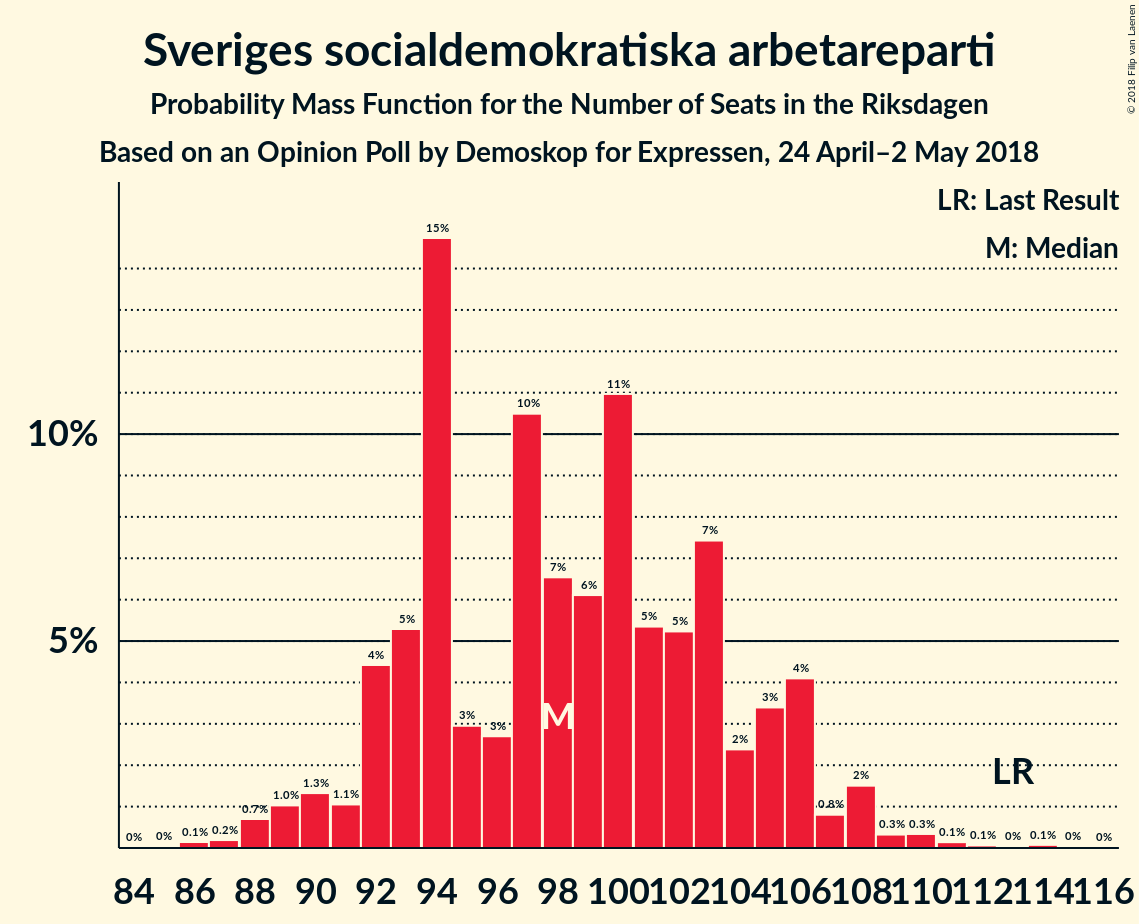 Sveriges socialdemokratiska arbetareparti
Probability Mass Function for the Number of Seats in the Riksdagen
Based on an Opinion Poll by Demoskop for Expressen, 24 April–2 May 2018
© 2018 Filip van Laenen
LR: Last Result
M: Median
10%
5%
0% 0% 0.1% 0.2% 0.7% 1.0% 1.3% 1.1% 4% 5% 15% 3% 3% 10% 7% 6% 11% 5% 5% 7% 2% 3% 4% 0.8% 2% 0.3% 0.3% 0.1% 0.1% 0% 0.1% 0% 0%
M
LR
84 86 88 90 92 94 96 98 100 102 104 106 108 110 112 114 116